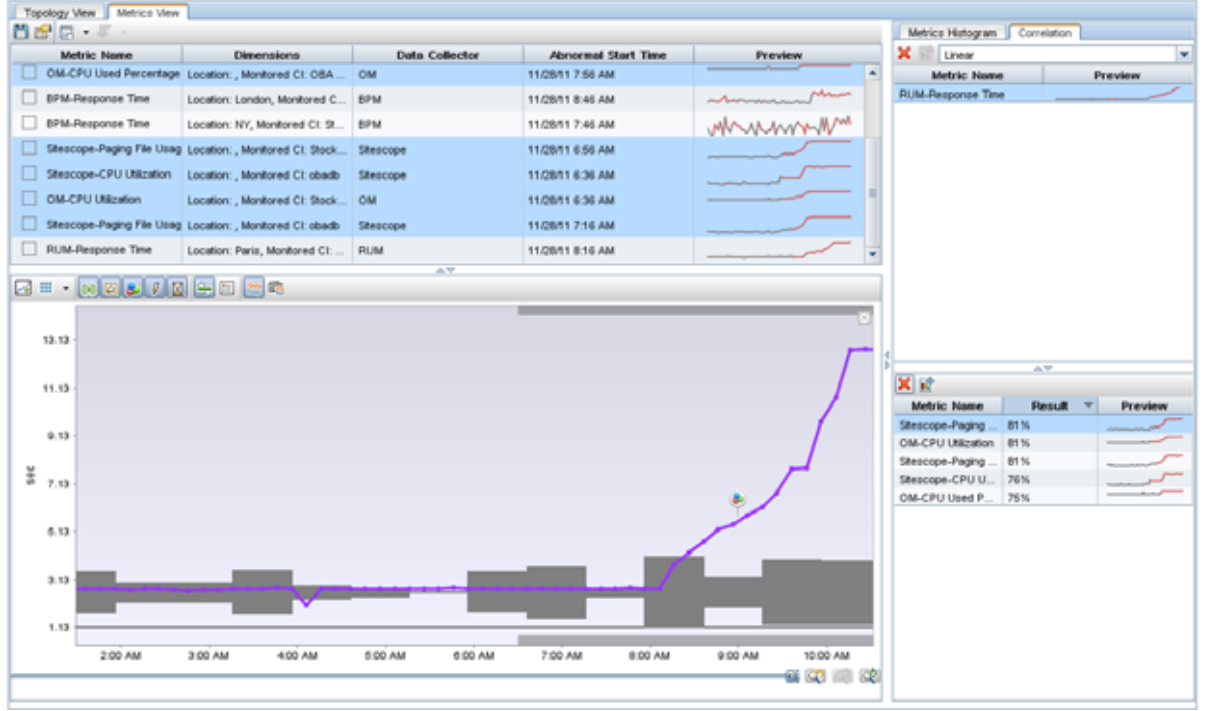 Topology View Metrics View
Metric Name Dimensions Data Collector Abnormal Start Time Preview
OM-CPU Used Percentage Location: , Monitored CI: OBA ... OM 11/28/11 7:56 AM
BPM-Response Time Location: London, Monitored C... BPM 11/28/11 8:46 AM
BPM-Response Time Location: NY, Monitored CI: St... BPM 11/28/11 7:46 AM
Sitescope-Paging File Usag Location: , Monitored CI: Stock... Sitescope 11/28/11 6:56 AM
Sitescope-CPU Utilization Location: , Monitored CI: obadb Sitescope 11/28/11 6:36 AM
OM-CPU Utilization Location: , Monitored CI: Stock... OM 11/28/11 6:36 AM
Sitescope-Paging File Usag Location: , Monitored CI: obadb Sitescope 11/28/11 7:16 AM
RUM-Response Time Location: Paris, Monitored CI: ... RUM 11/28/11 8:16 AM
Metrics Histogram Correlation
Linear
Metric Name Preview
RUM-Response Time
13.13
11.13
9.13
7.13
5.13
3.13
1.13
sec
2:00 AM 3:00 AM 4:00 AM 5:00 AM 6:00 AM 7:00 AM 8:00 AM 9:00 AM 10:00 AM
Metric Name Result Preview
Sitescope-Paging ... 81%
OM-CPU Utilization 81%
Sitescope-Paging ... 81%
Sitescope-CPU U... 76%
OM-CPU Used P... 75%